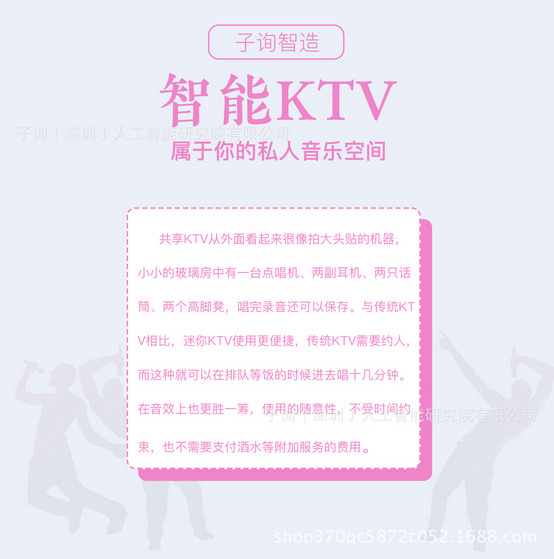 子询智造
智能KTV
子询（深圳）人工智能研究院有限公司
属于你的私人音乐空间
共享KTV从外面看起来很像拍大头贴的机器，
小小的玻璃房中有一台点唱机、两副耳机、两只话
筒、两个高脚凳，唱完录音还可以保存。与传统KT
V相比，迷你KTV使用更便捷，传统KTV需要约人，
而这种就可以在排队等饭的时候进去唱十几分钟。
在音效上也更胜一筹，使用的随意性，不受时间约
子询（深圳）人工智能研究院有限公司
束，也不需要支付酒水等附加服务的费用。
shop370qc5872c052.1688.com